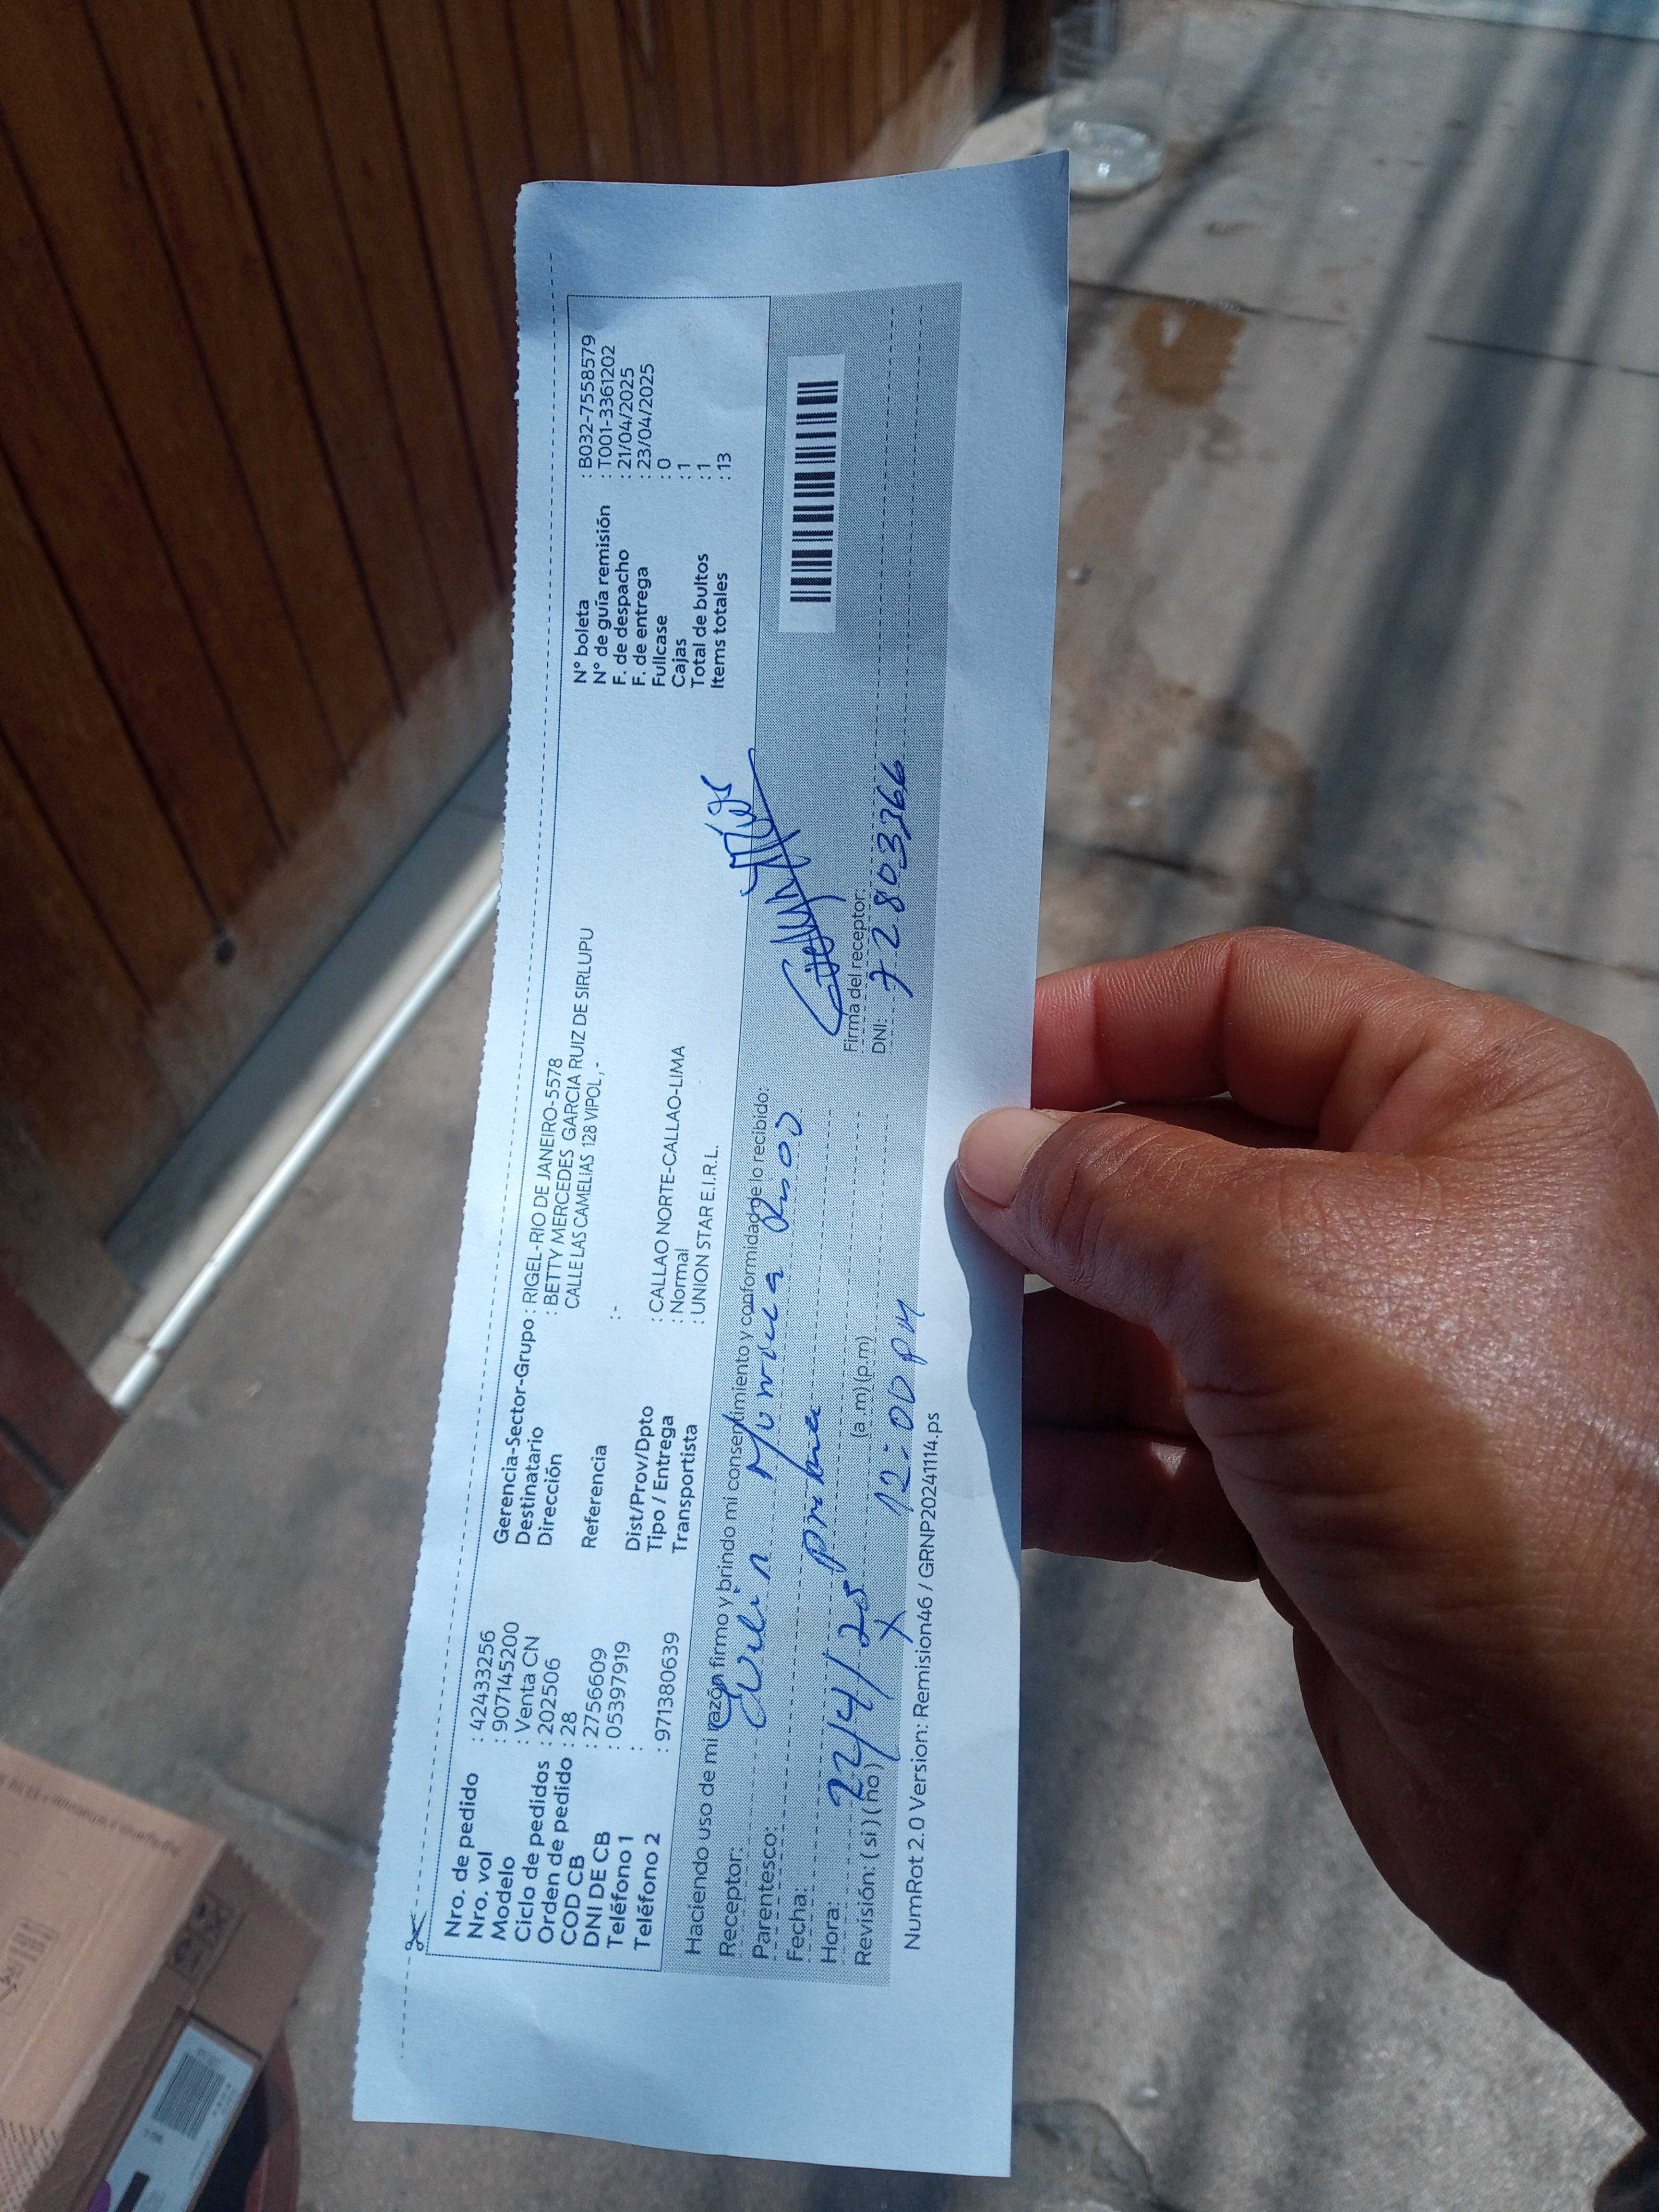 Nro. de pedido : 42433256
Nro. vol : 907145200
Modelo : Venta CN
Ciclo de pedidos : 202506
Orden de pedido : 28
COD CB : 2756609
DNI DE CB : 05397919
Teléfono 1 :
Teléfono 2 : 971380639
Gerencia-Sector-Grupo : RIGEL-RIO DE JANEIRO-5578
Destinatario : BETTY MERCEDES GARCIA RUIZ DE SIRLUPU
Dirección CALLE LAS CAMELIAS 128 VIPOL , -
Referencia : -
Dist/Prov/Dpto : CALLAO NORTE-CALLAO-LIMA
Tipo / Entrega : Normal
Transportista : UNION STAR E.I.R.L.
N° boleta : B032-7558579
N° de guía remisión : T001-3361202
F. de despacho : 21/04/2025
F. de entrega : 23/04/2025
Fullcase : 0
Cajas : 1
Total de bultos : 1
Items totales : 13
Haciendo uso de mi razón firmo y brindo mi consentimiento y conformidad de lo recibido:
Receptor:
Parentesco:
Fecha: 22/4/25
Hora: 12:00 PM (a .m) (p.m)
Revisión: ( si ) ( no ) X
Firma del receptor:
DNI: 72803366
NumRot 2.0 Version: Remision46 / GRNP20241114.ps